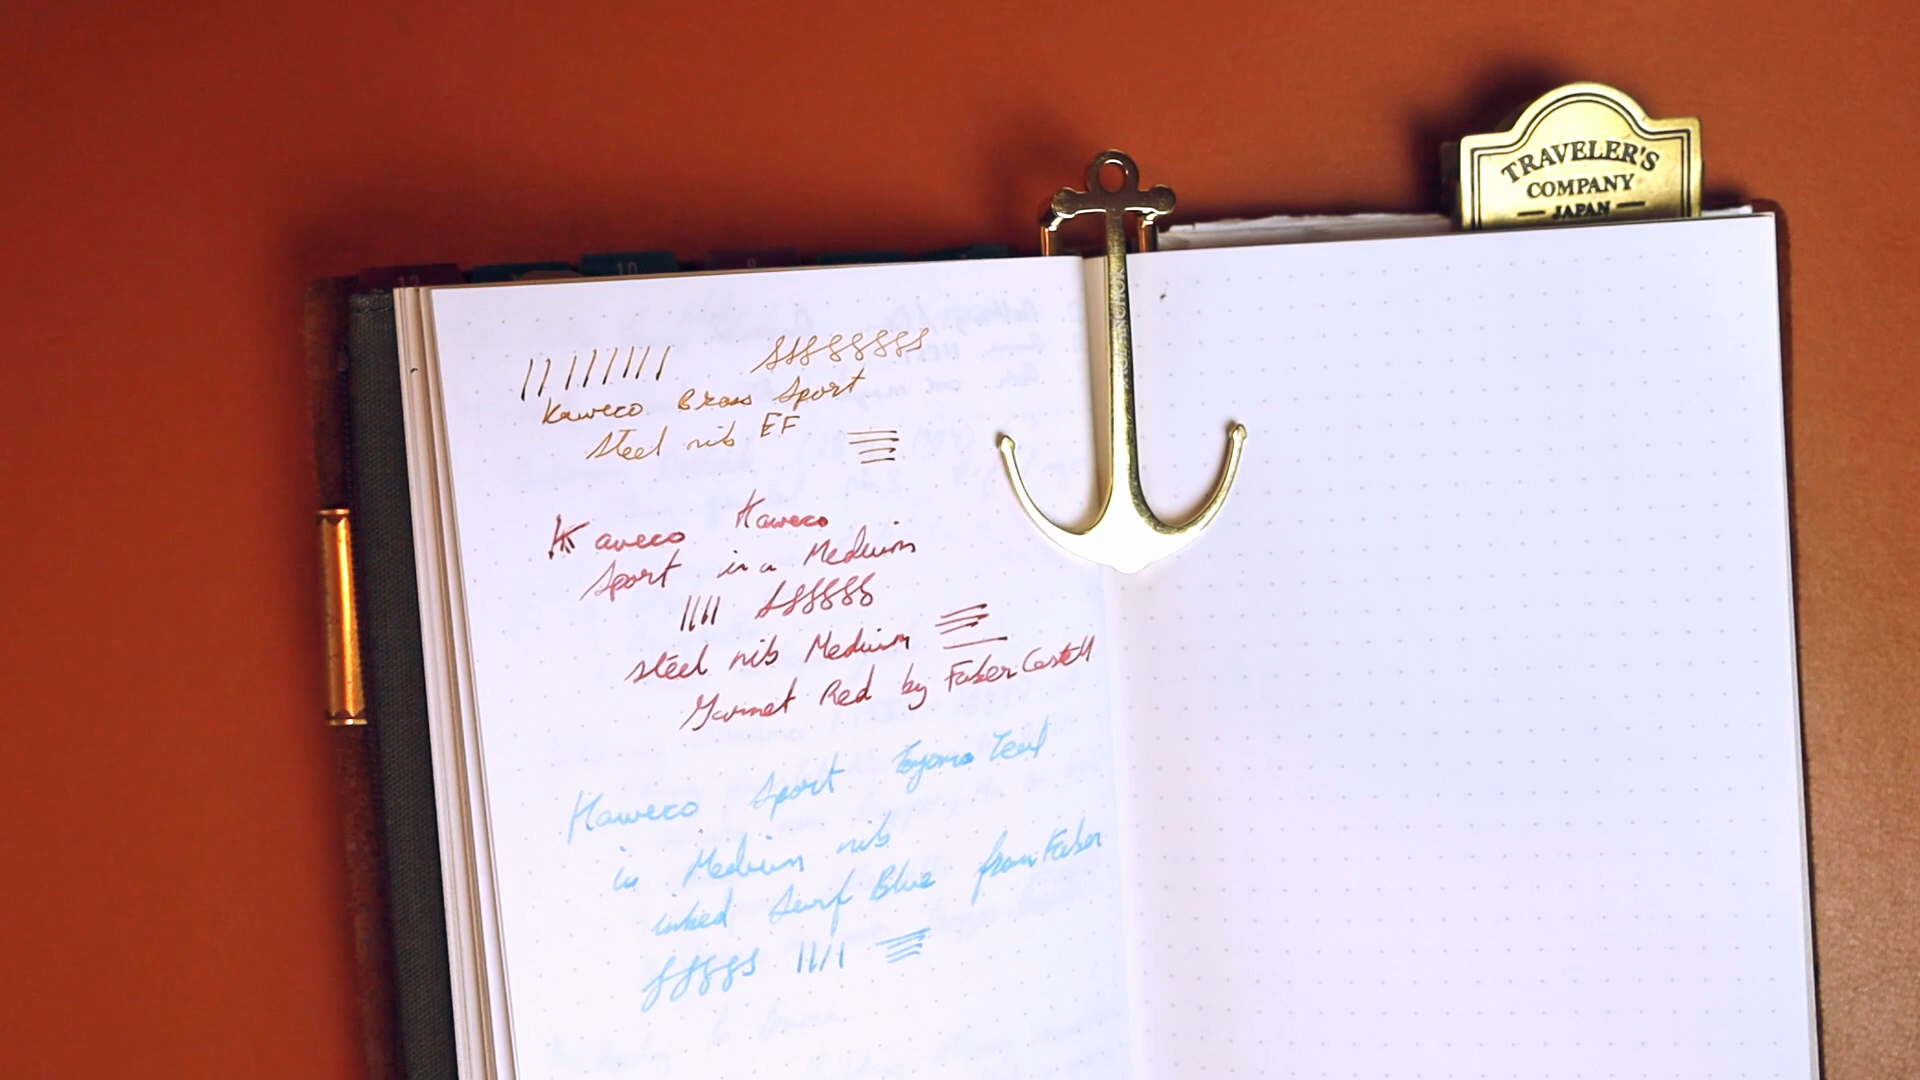 TRAVELER'S
COMPANY
JAPAN
10
Kaweco Brass Sport
Steel nib EF
Kaweco Kaweco
Sport in a Medium
steel nib Medium
Garnet Red by Faber Castell
Kaweco Sport Toyama Teal
in Medium nib
inked Surf Blue from Faber